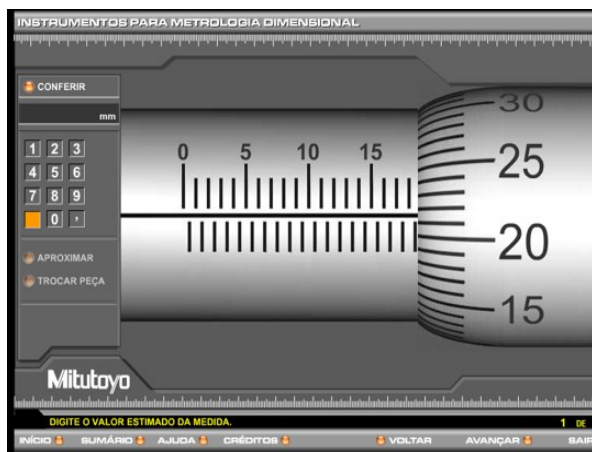 INSTRUMENTOS PARA METROLOGIA DIMENSIONAL
CONFERIR
mm
1 2 3
4 5 6
7 8 9
0 ,
APROXIMAR
TROCAR PEÇA
0 5 10 15
30
25
20
15
Mitutoyo
DIGITE O VALOR ESTIMADO DA MEDIDA. 1 DE
INÍCIO SUMÁRIO AJUDA CRÉDITOS VOLTAR AVANÇAR SAIR